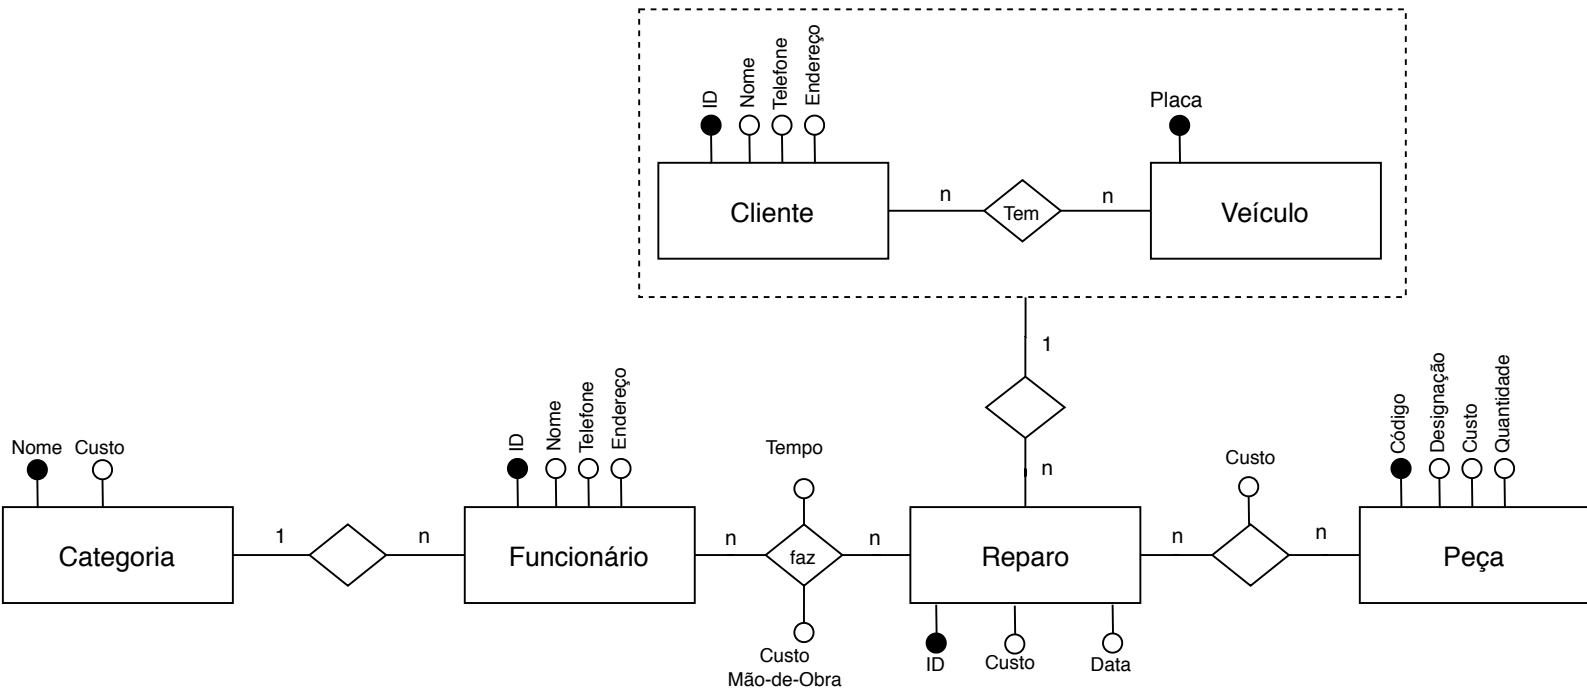 ID
Nome
Telefone
Endereço
Placa
Cliente
n
Tem
n
Veículo
1
n
Nome
Custo
ID
Nome
Telefone
Endereço
Tempo
Custo
Código
Designação
Custo
Quantidade
Categoria
1
n
Funcionário
n
faz
n
Reparo
n
n
Peça
Custo
Mão-de-Obra
ID
Custo
Data